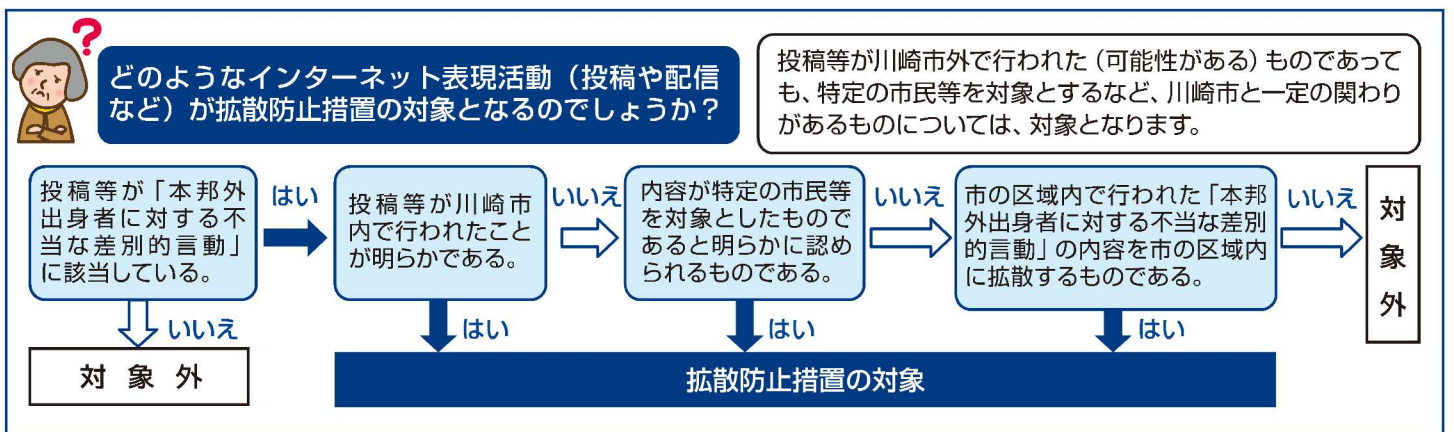 ?
どのようなインターネット表現活動（投稿や配信
など）が拡散防止措置の対象となるのでしょうか？
投稿等が川崎市外で行われた（可能性がある）ものであって
も、特定の市民等を対象とするなど、川崎市と一定の関わり
があるものについては、対象となります。
投稿等が「本邦外
出身者に対する不
当な差別的言動」
に該当している。
はい
投稿等が川崎市
内で行われたこと
が明らかである。
いいえ
内容が特定の市民等
を対象としたもので
あると明らかに認め
られるものである。
いいえ
市の区域内で行われた「本邦
外出身者に対する不当な差別
的言動」の内容を市の区域内
に拡散するものである。
いいえ
対象外
いいえ
はい
はい
はい
対象外
拡散防止措置の対象